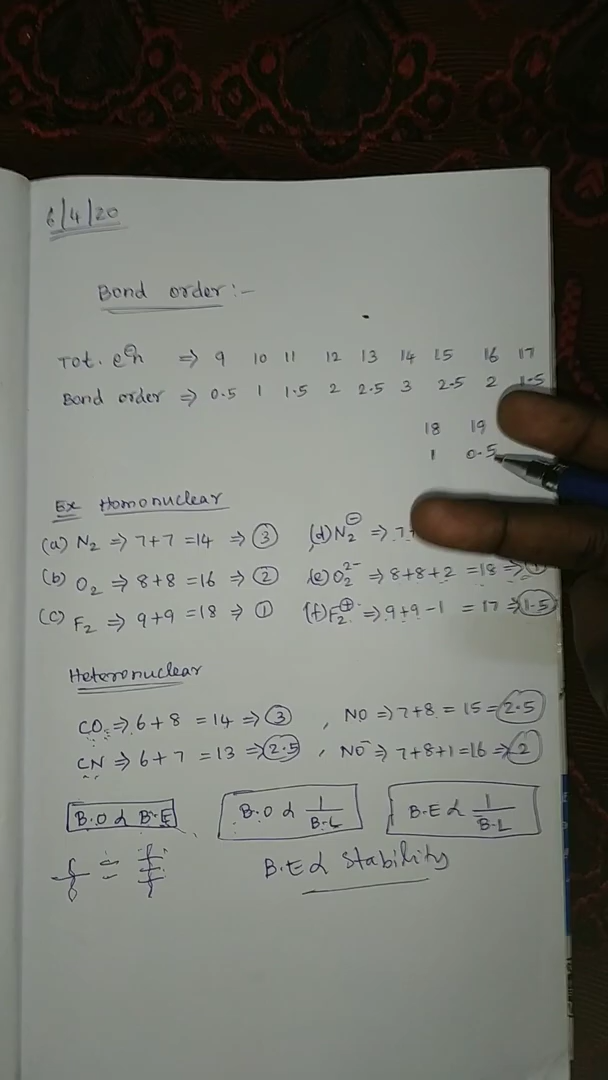 6/4/20
Bond order :-
Tot. e⊖n ⇒ 9 10 11 12 13 14 15 16 17
Bond order ⇒ 0.5 1 1.5 2 2.5 3 2.5 2 1.5
18 19
1 0.5
Ex Homonuclear
(a) N₂ ⇒ 7+7 =14 ⇒ 3 (d) N₂⊖ ⇒ 7+
(b) O₂ ⇒ 8+8 =16 ⇒ 2 (e) O₂²⁻ ⇒ 8+8+2 =18 ⇒ 1
(c) F₂ ⇒ 9+9 =18 ⇒ 1 (f) F₂⊕ ⇒ 9+9-1 = 17 ⇒ 1.5
Heteronuclear
CO ⇒ 6+8 =14 ⇒ 3 , NO ⇒ 7+8 = 15 = 2.5
CN ⇒ 6+7 =13 ⇒ 2.5 , NO⁻ ⇒ 7+8+1=16 ⇒ 2
B.O α B.E B.O α 1/B.L B.E α 1/B.L
B.E α Stability